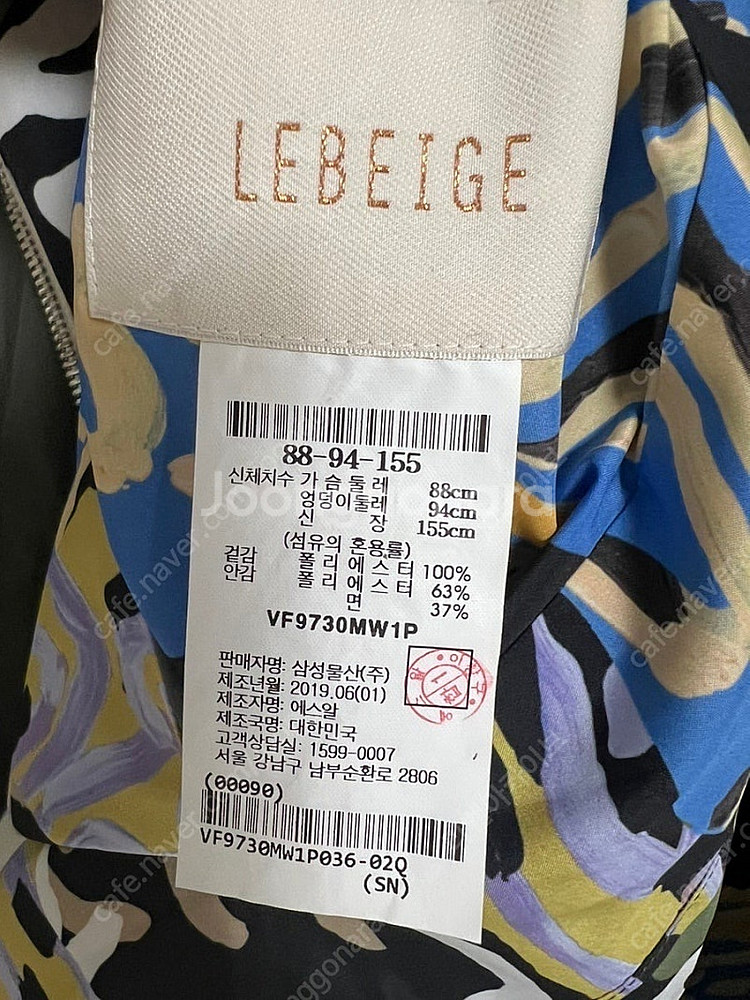 LEBEIGE
88-94-155
신체치수 가 슴 둘 레 88cm
엉덩이둘레 94cm
신 장 155cm
(섬유의 혼용률)
겉감 폴 리 에 스 터 100%
안감 폴 리 에 스 터 63%
면 37%
VF9730MW1P
판매자명: 삼성물산(주)
제조년월: 2019.06(01)
제조자명: 에스알
제조국명: 대한민국
고객상담실: 1599-0007
서울 강남구 남부순환로 2806
(00090)
VF9730MW1P036-02Q
(SN)
Joonggonara
cafe.naver.com